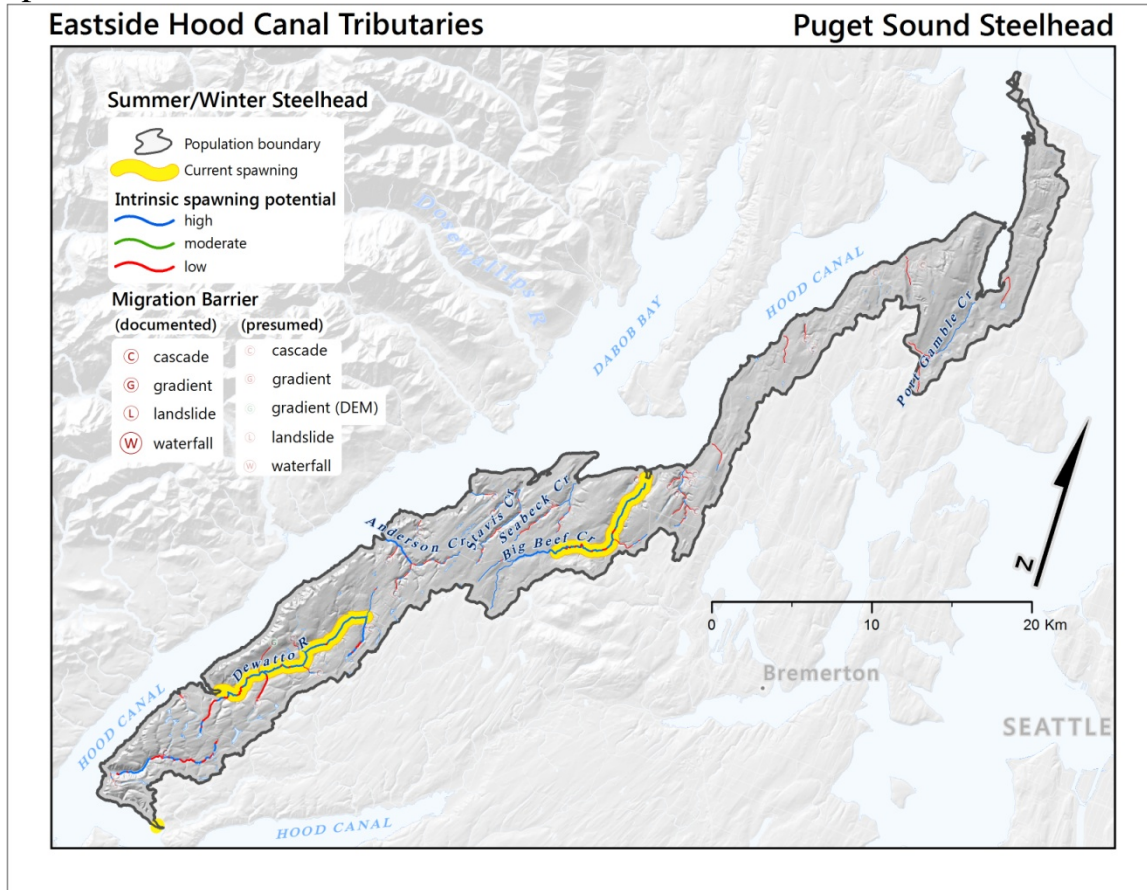 Eastside Hood Canal Tributaries
Puget Sound Steelhead
Summer/Winter Steelhead
Population boundary
Current spawning
Intrinsic spawning potential
high
moderate
low
Migration Barrier
(documented)
(presumed)
C cascade
C cascade
G gradient
G gradient
G gradient (DEM)
L landslide
L landslide
W waterfall
W waterfall
Dosewallips R
DABOB BAY
HOOD CANAL
Port Gamble Cr
Anderson Cr
Stavis Cr
Seabeck Cr
Big Beef Cr
Dewatto R
HOOD CANAL
HOOD CANAL
N
0 10 20 Km
Bremerton
SEATTLE